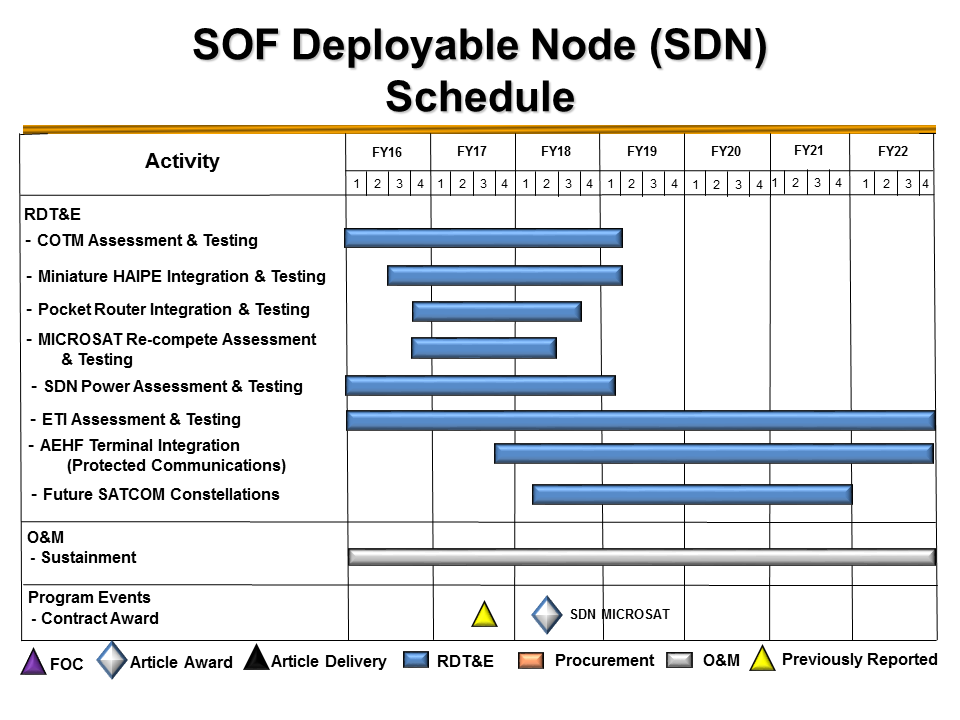 SOF Deployable Node (SDN)
Schedule
Activity
FY16 FY17 FY18 FY19 FY20 FY21 FY22
1 2 3 4 1 2 3 4 1 2 3 4 1 2 3 4 1 2 3 4 1 2 3 4 1 2 3 4
RDT&E
- COTM Assessment & Testing
- Miniature HAIPE Integration & Testing
- Pocket Router Integration & Testing
- MICROSAT Re-compete Assessment
& Testing
- SDN Power Assessment & Testing
- ETI Assessment & Testing
- AEHF Terminal Integration
(Protected Communications)
- Future SATCOM Constellations
O&M
- Sustainment
Program Events
- Contract Award
SDN MICROSAT
FOC Article Award Article Delivery RDT&E Procurement O&M Previously Reported